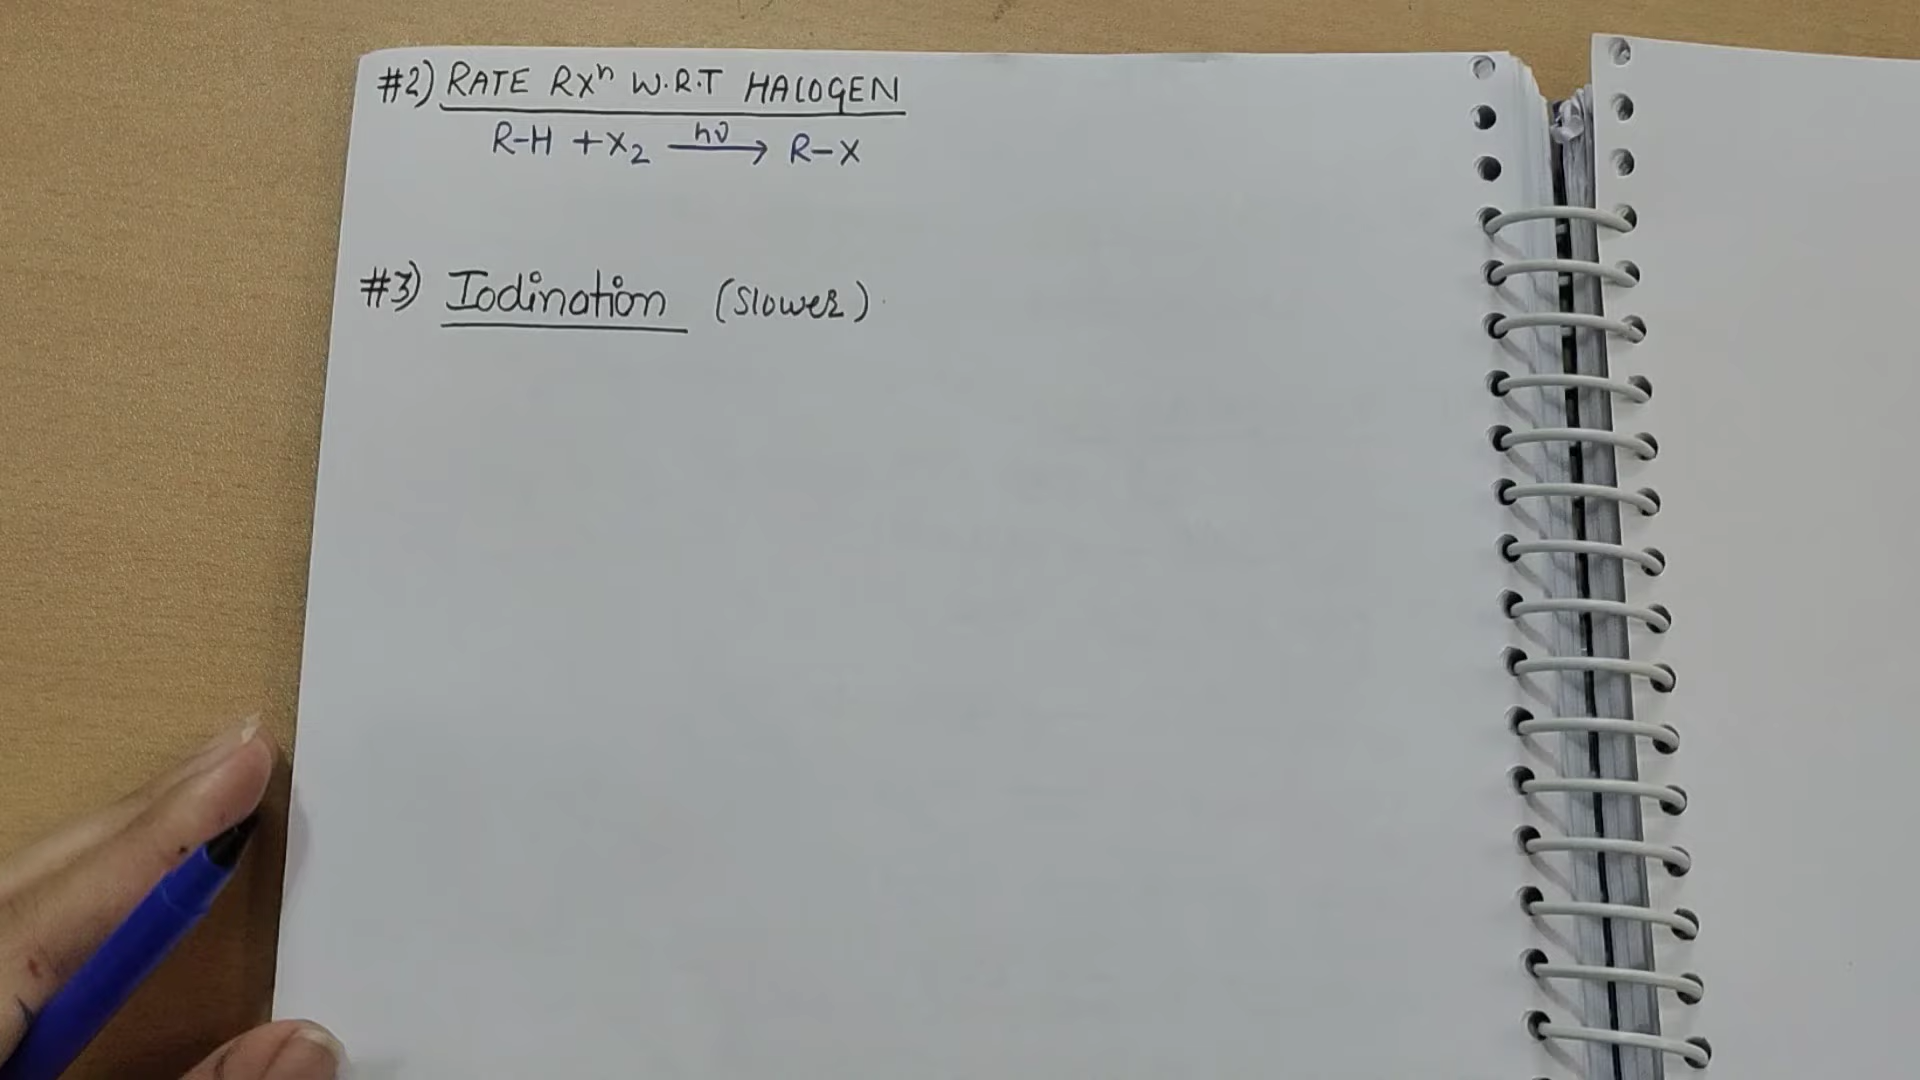 #2) RATE RXⁿ W.R.T HALOGEN
R-H + X₂ hν → R-X
#3) Iodination (Slower)